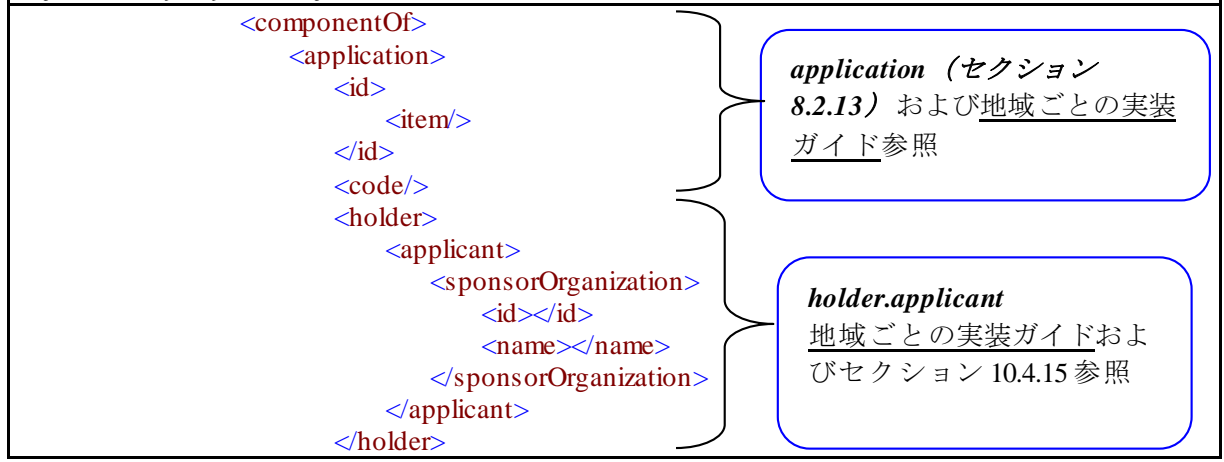 <componentOf>
<application>
<id>
<item/>
</id>
<code/>
<holder>
<applicant>
<sponsorOrganization>
<id></id>
<name></name>
</sponsorOrganization>
</applicant>
</holder>
application（セクション
8.2.13）および地域ごとの実装
ガイド参照
holder.applicant
地域ごとの実装ガイドおよ
びセクション 10.4.15 参照